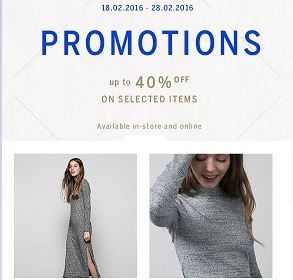 18.02.2016 - 28.02.2016
PROMOTIONS
up to 40% OFF
ON SELECTED ITEMS
Available in-store and online